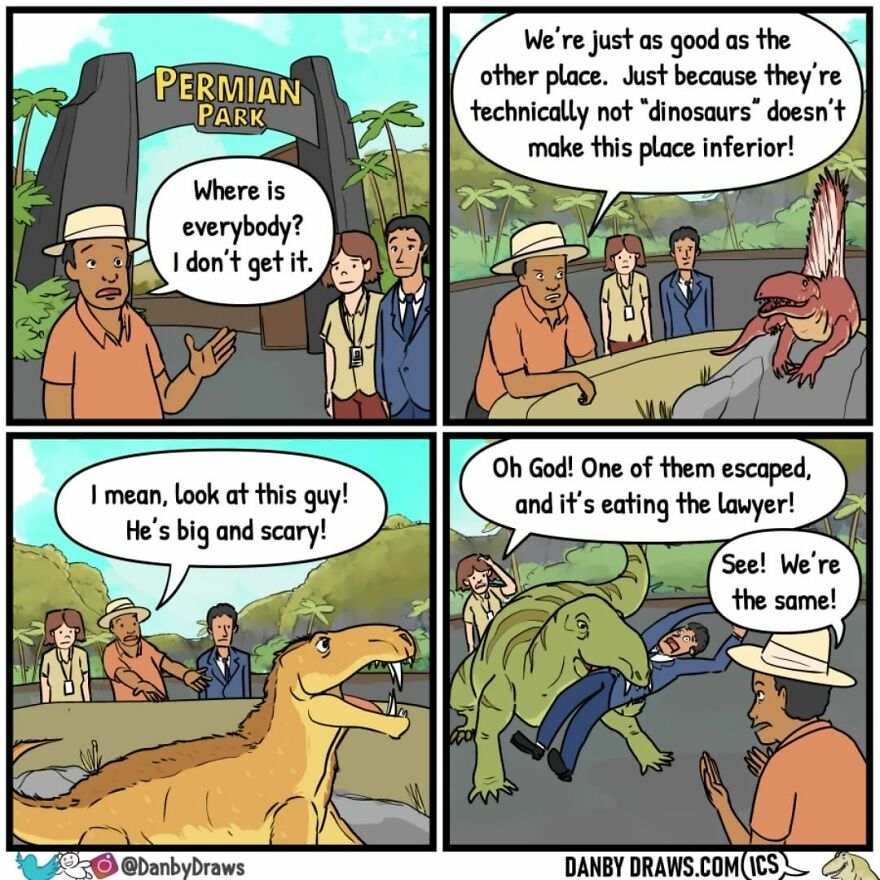 PERMIAN
PARK
Where is
everybody?
I don't get it.
We're just as good as the
other place. Just because they're
technically not "dinosaurs" doesn't
make this place inferior!
I mean, look at this guy!
He's big and scary!
Oh God! One of them escaped,
and it's eating the lawyer!
See! We're
the same!
@DanbyDraws
DANBY DRAWS.COM(ICS)